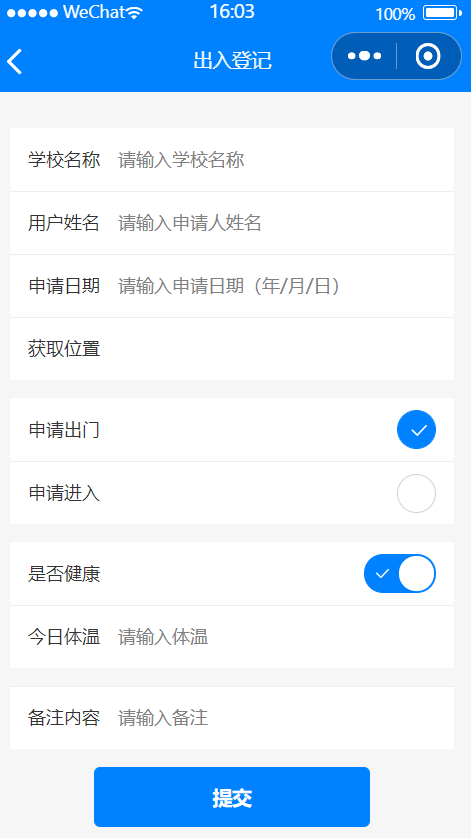 WeChat 16:03 100%
出入登记
学校名称 请输入学校名称
用户姓名 请输入申请人姓名
申请日期 请输入申请日期（年/月/日）
获取位置
申请出门
申请进入
是否健康
今日体温 请输入体温
备注内容 请输入备注
提交